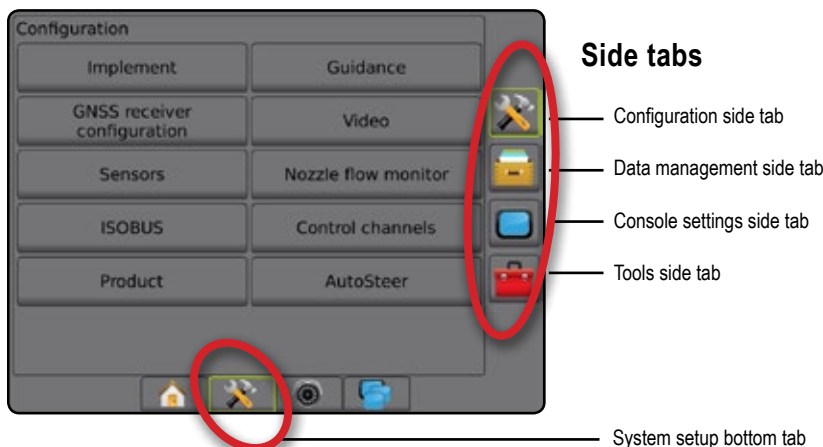 Configuration
Implement
Guidance
GNSS receiver
configuration
Video
Sensors
Nozzle flow monitor
ISOBUS
Control channels
Product
AutoSteer
Side tabs
Configuration side tab
Data management side tab
Console settings side tab
Tools side tab
System setup bottom tab